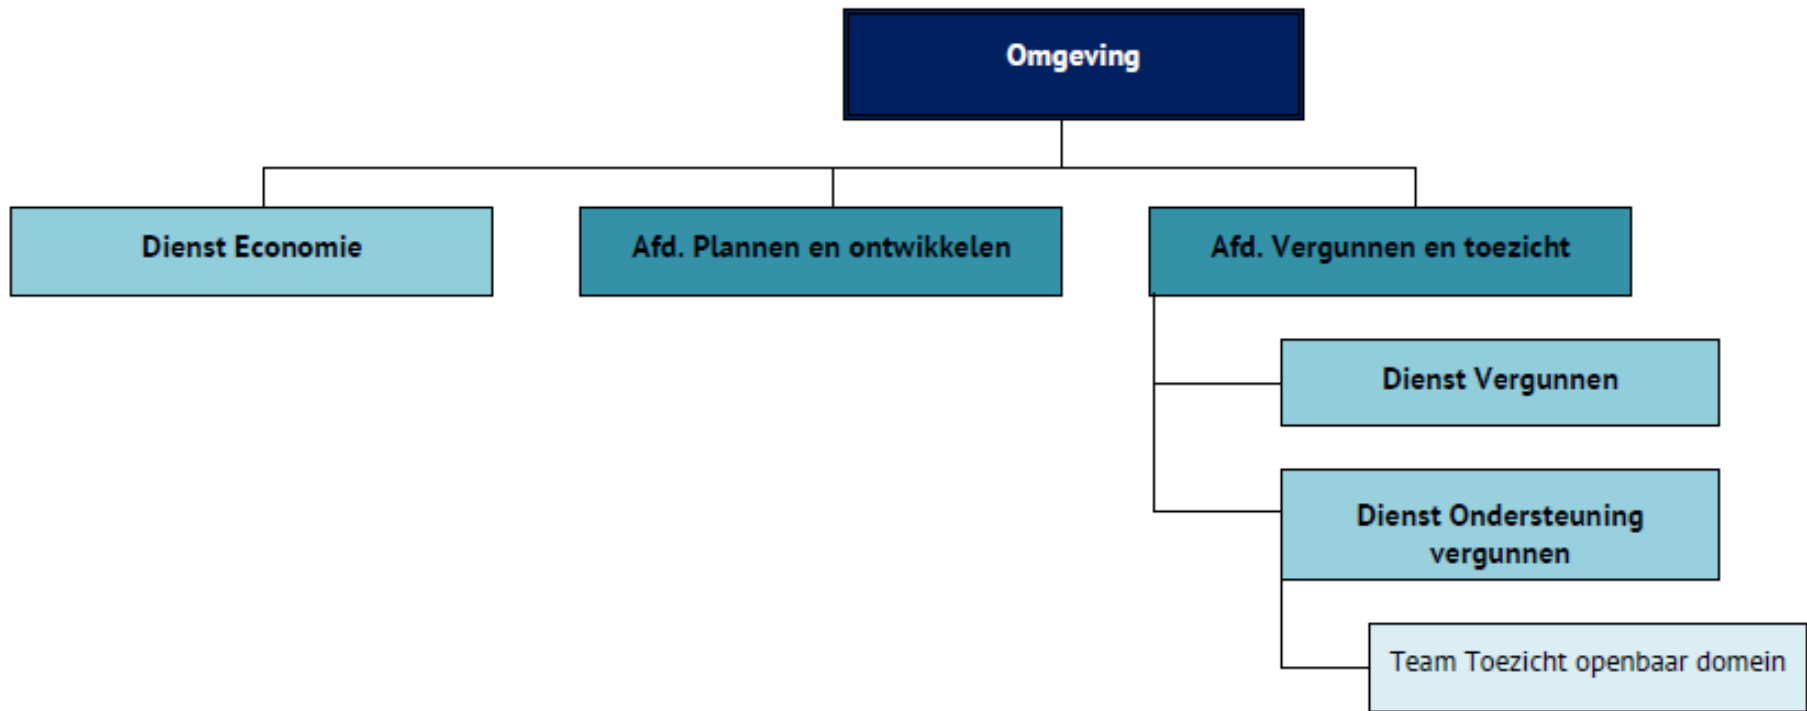 Omgeving
Dienst Economie
Afd. Plannen en ontwikkelen
Afd. Vergunnen en toezicht
Dienst Vergunnen
Dienst Ondersteuning
vergunnen
Team Toezicht openbaar domein